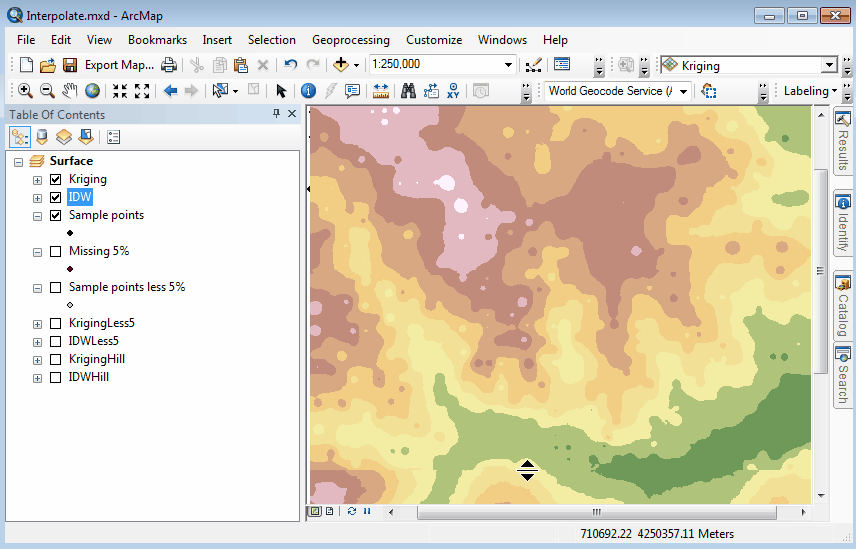 Interpolate.mxd - ArcMap
File Edit View Bookmarks Insert Selection Geoprocessing Customize Windows Help
Export Map... 1:250,000 Kriging
World Geocode Service (A Labeling
Table Of Contents
Surface
Kriging
IDW
Sample points
Missing 5%
Sample points less 5%
KrigingLess5
IDWLess5
KrigingHill
IDWHill
Results
Identify
Catalog
Search
710692.22 4250357.11 Meters